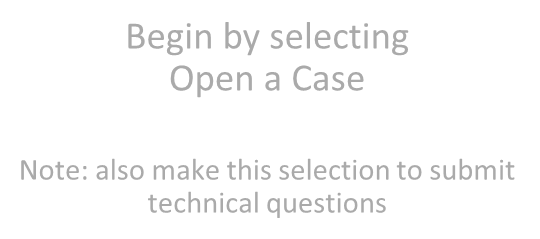 Begin by selecting
Open a Case
Note: also make this selection to submit
technical questions